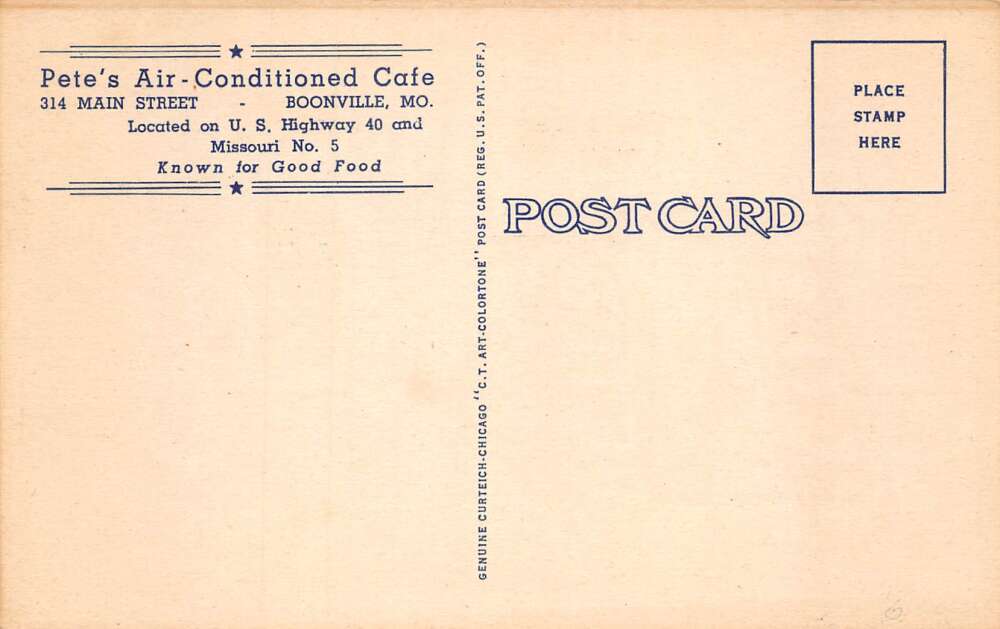 Pete's Air-Conditioned Cafe
314 MAIN STREET - BOONVILLE, MO.
Located on U. S. Highway 40 and
Missouri No. 5
Known for Good Food
GENUINE CURTEICH-CHICAGO "C.T. ART-COLORTONE" POST CARD (REG. U.S. PAT. OFF.)
POST CARD
PLACE
STAMP
HERE